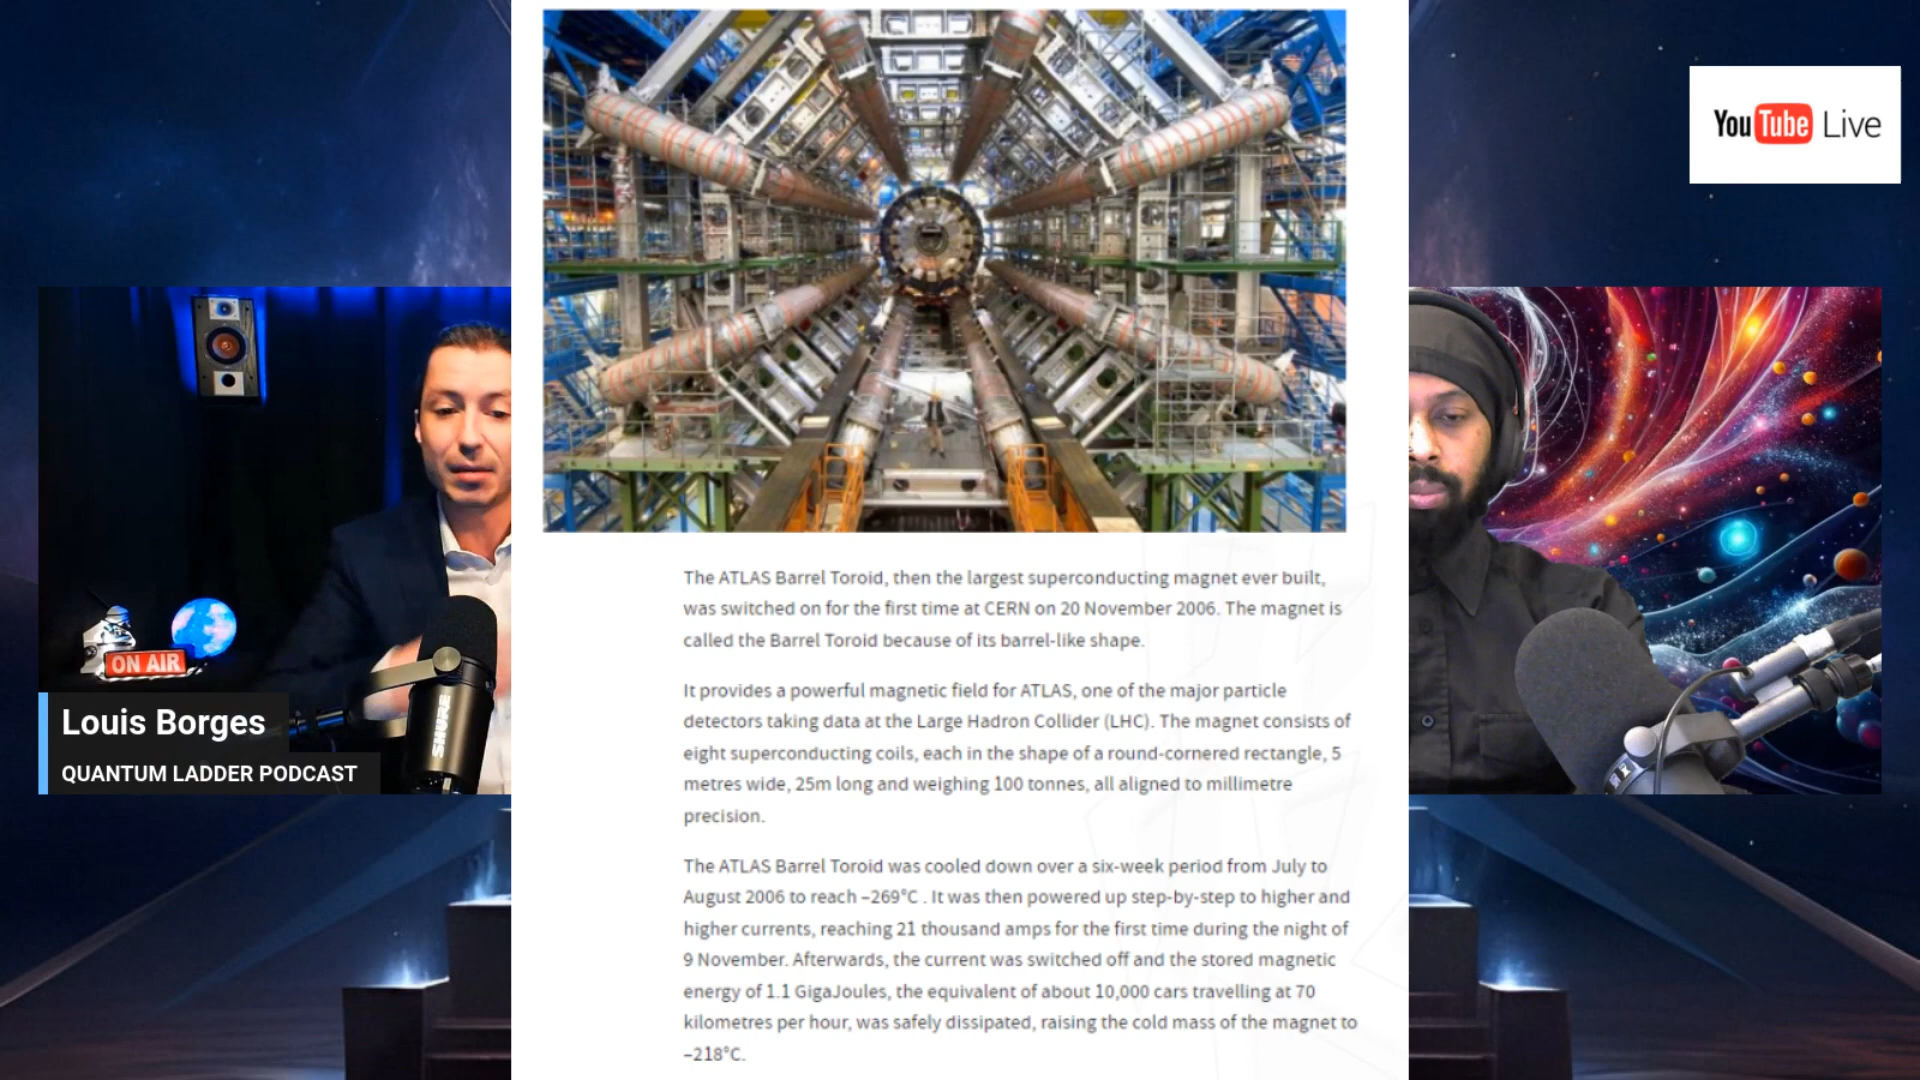 YouTube Live
The ATLAS Barrel Toroid, then the largest superconducting magnet ever built,
was switched on for the first time at CERN on 20 November 2006. The magnet is
called the Barrel Toroid because of its barrel-like shape.
It provides a powerful magnetic field for ATLAS, one of the major particle
detectors taking data at the Large Hadron Collider (LHC). The magnet consists of
eight superconducting coils, each in the shape of a round-cornered rectangle, 5
metres wide, 25m long and weighing 100 tonnes, all aligned to millimetre
precision.
The ATLAS Barrel Toroid was cooled down over a six-week period from July to
August 2006 to reach –269°C . It was then powered up step-by-step to higher and
higher currents, reaching 21 thousand amps for the first time during the night of
9 November. Afterwards, the current was switched off and the stored magnetic
energy of 1.1 GigaJoules, the equivalent of about 10,000 cars travelling at 70
kilometres per hour, was safely dissipated, raising the cold mass of the magnet to
–218°C.
ON AIR
SHURE
Louis Borges
QUANTUM LADDER PODCAST